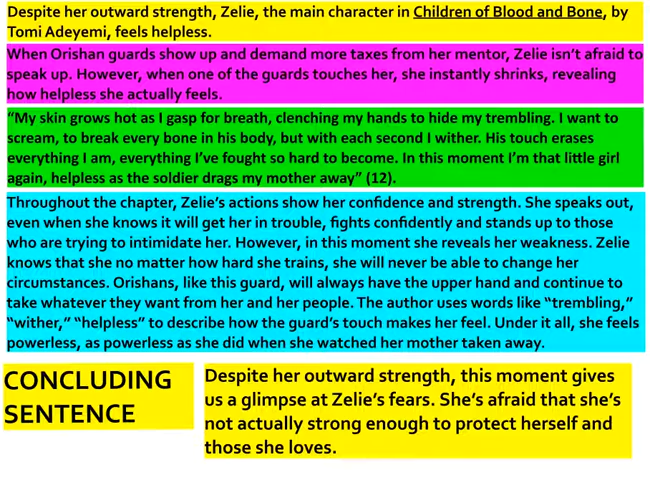 Despite her outward strength, Zelie, the main character in Children of Blood and Bone, by
Tomi Adeyemi, feels helpless.
When Orishan guards show up and demand more taxes from her mentor, Zelie isn't afraid to
speak up. However, when one of the guards touches her, she instantly shrinks, revealing
how helpless she actually feels.
“My skin grows hot as I gasp for breath, clenching my hands to hide my trembling. I want to
scream, to break every bone in his body, but with each second I wither. His touch erases
everything I am, everything I've fought so hard to become. In this moment I'm that little girl
again, helpless as the soldier drags my mother away” (12).
Throughout the chapter, Zelie's actions show her confidence and strength. She speaks out,
even when she knows it will get her in trouble, fights confidently and stands up to those
who are trying to intimidate her. However, in this moment she reveals her weakness. Zelie
knows that she no matter how hard she trains, she will never be able to change her
circumstances. Orishans, like this guard, will always have the upper hand and continue to
take whatever they want from her and her people. The author uses words like “trembling,”
“wither,” “helpless” to describe how the guard's touch makes her feel. Under it all, she feels
powerless, as powerless as she did when she watched her mother taken away.
CONCLUDING
SENTENCE
Despite her outward strength, this moment gives
us a glimpse at Zelie's fears. She's afraid that she's
not actually strong enough to protect herself and
those she loves.